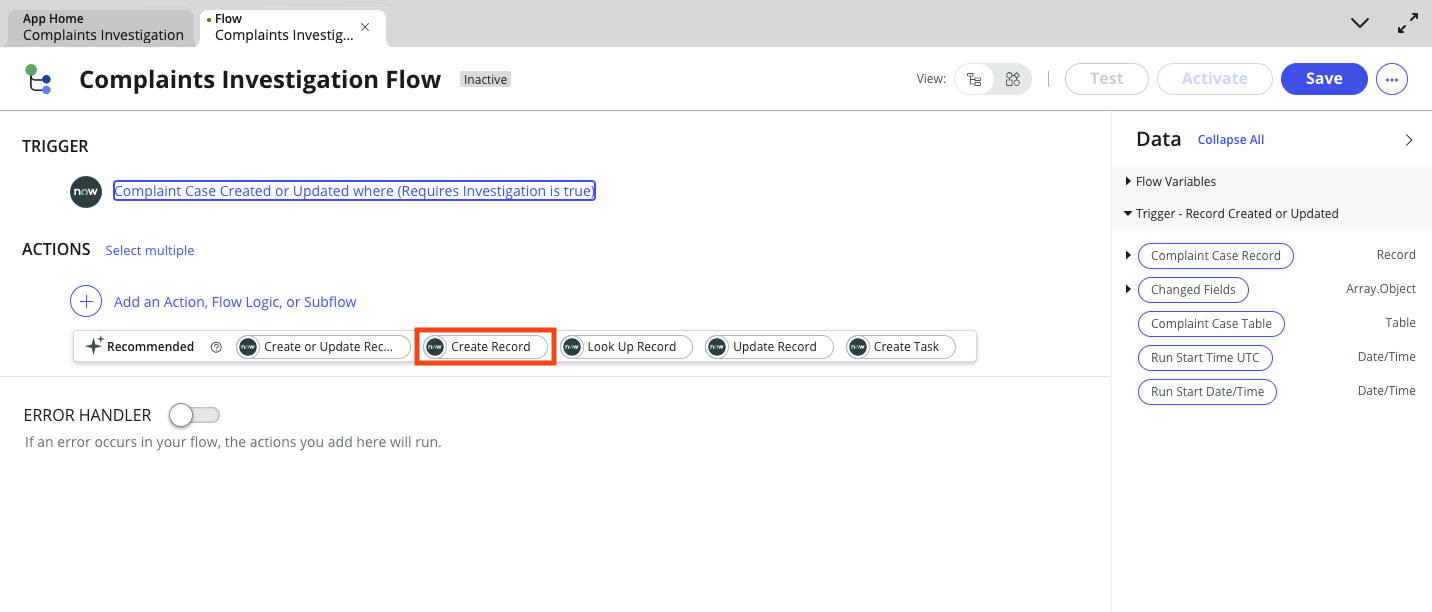 App Home
Complaints Investigation
Flow
Complaints Investig...
Complaints Investigation Flow
Inactive
View:
Test
Activate
Save
TRIGGER
now
Complaint Case Created or Updated where (Requires Investigation is true)
ACTIONS
Select multiple
Add an Action, Flow Logic, or Subflow
Recommended
now Create or Update Rec...
now Create Record
now Look Up Record
now Update Record
now Create Task
ERROR HANDLER
If an error occurs in your flow, the actions you add here will run.
Data
Collapse All
Flow Variables
Trigger - Record Created or Updated
Complaint Case Record Record
Changed Fields Array.Object
Complaint Case Table Table
Run Start Time UTC Date/Time
Run Start Date/Time Date/Time